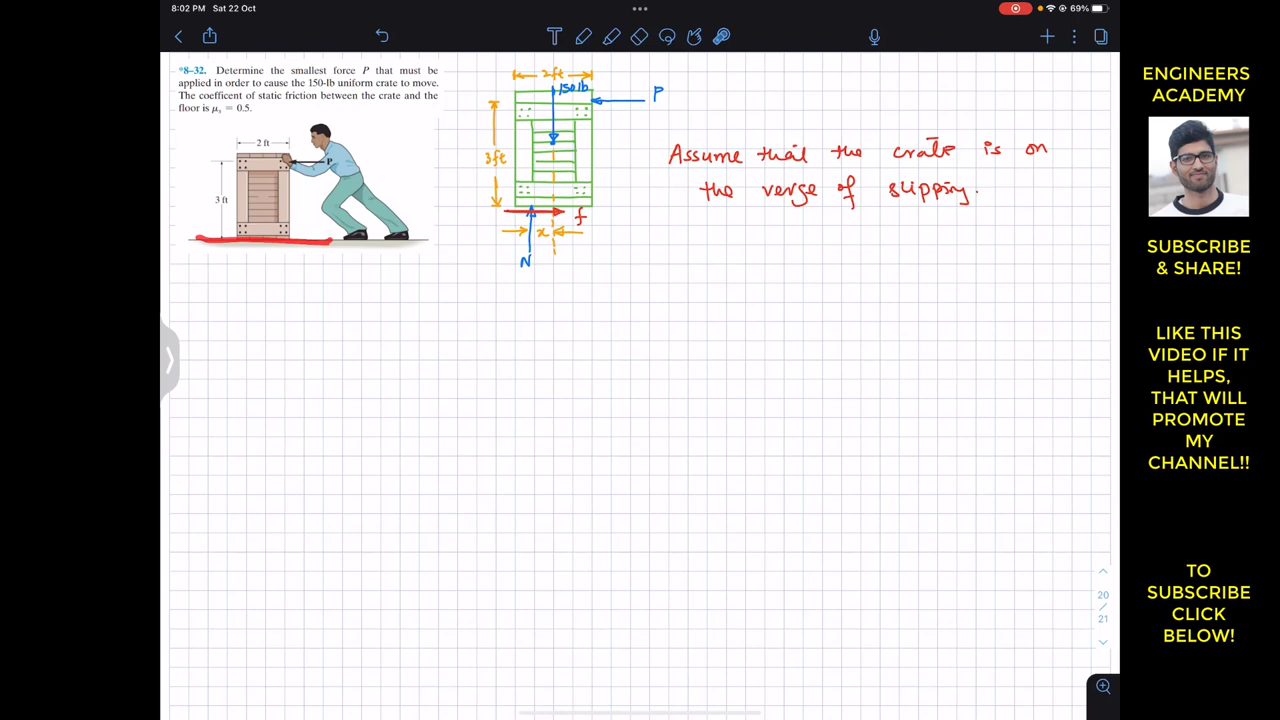 8:02 PM Sat 22 Oct
69%
*8–32. Determine the smallest force P that must be
applied in order to cause the 150-lb uniform crate to move.
The coefficent of static friction between the crate and the
floor is μs = 0.5.
2 ft
P
3 ft
2ft
150lb
P
3ft
f
x
N
Assume that the crate is on
the verge of slipping.
20
/
21
ENGINEERS
ACADEMY
SUBSCRIBE
& SHARE!
LIKE THIS
VIDEO IF IT
HELPS,
THAT WILL
PROMOTE
MY
CHANNEL!!
TO
SUBSCRIBE
CLICK
BELOW!